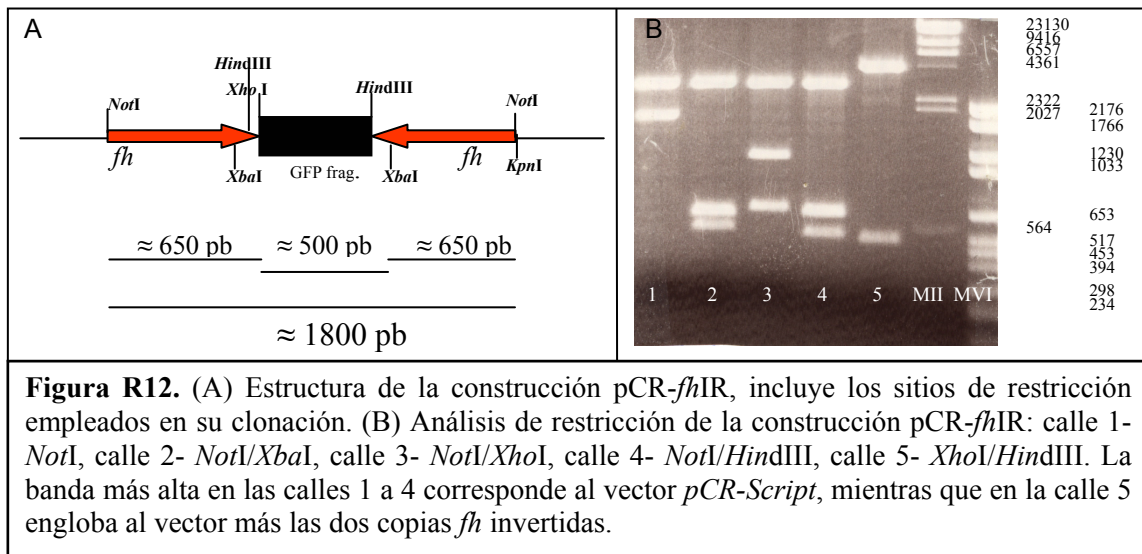 A
HindIII
XhoI
HindIII
NotI
NotI
fh
XbaI
GFP frag.
XbaI
fh
KpnI
≈ 650 pb
≈ 500 pb
≈ 650 pb
≈ 1800 pb
B
1
2
3
4
5
MII
MVI
23130
9416
6557
4361
2322
2027
564
2176
1766
1230
1033
653
517
453
394
298
234
Figura R12. (A) Estructura de la construcción pCR-fhIR, incluye los sitios de restricción
empleados en su clonación. (B) Análisis de restricción de la construcción pCR-fhIR: calle 1-
NotI, calle 2- NotI/XbaI, calle 3- NotI/XhoI, calle 4- NotI/HindIII, calle 5- XhoI/HindIII. La
banda más alta en las calles 1 a 4 corresponde al vector pCR-Script, mientras que en la calle 5
engloba al vector más las dos copias fh invertidas.